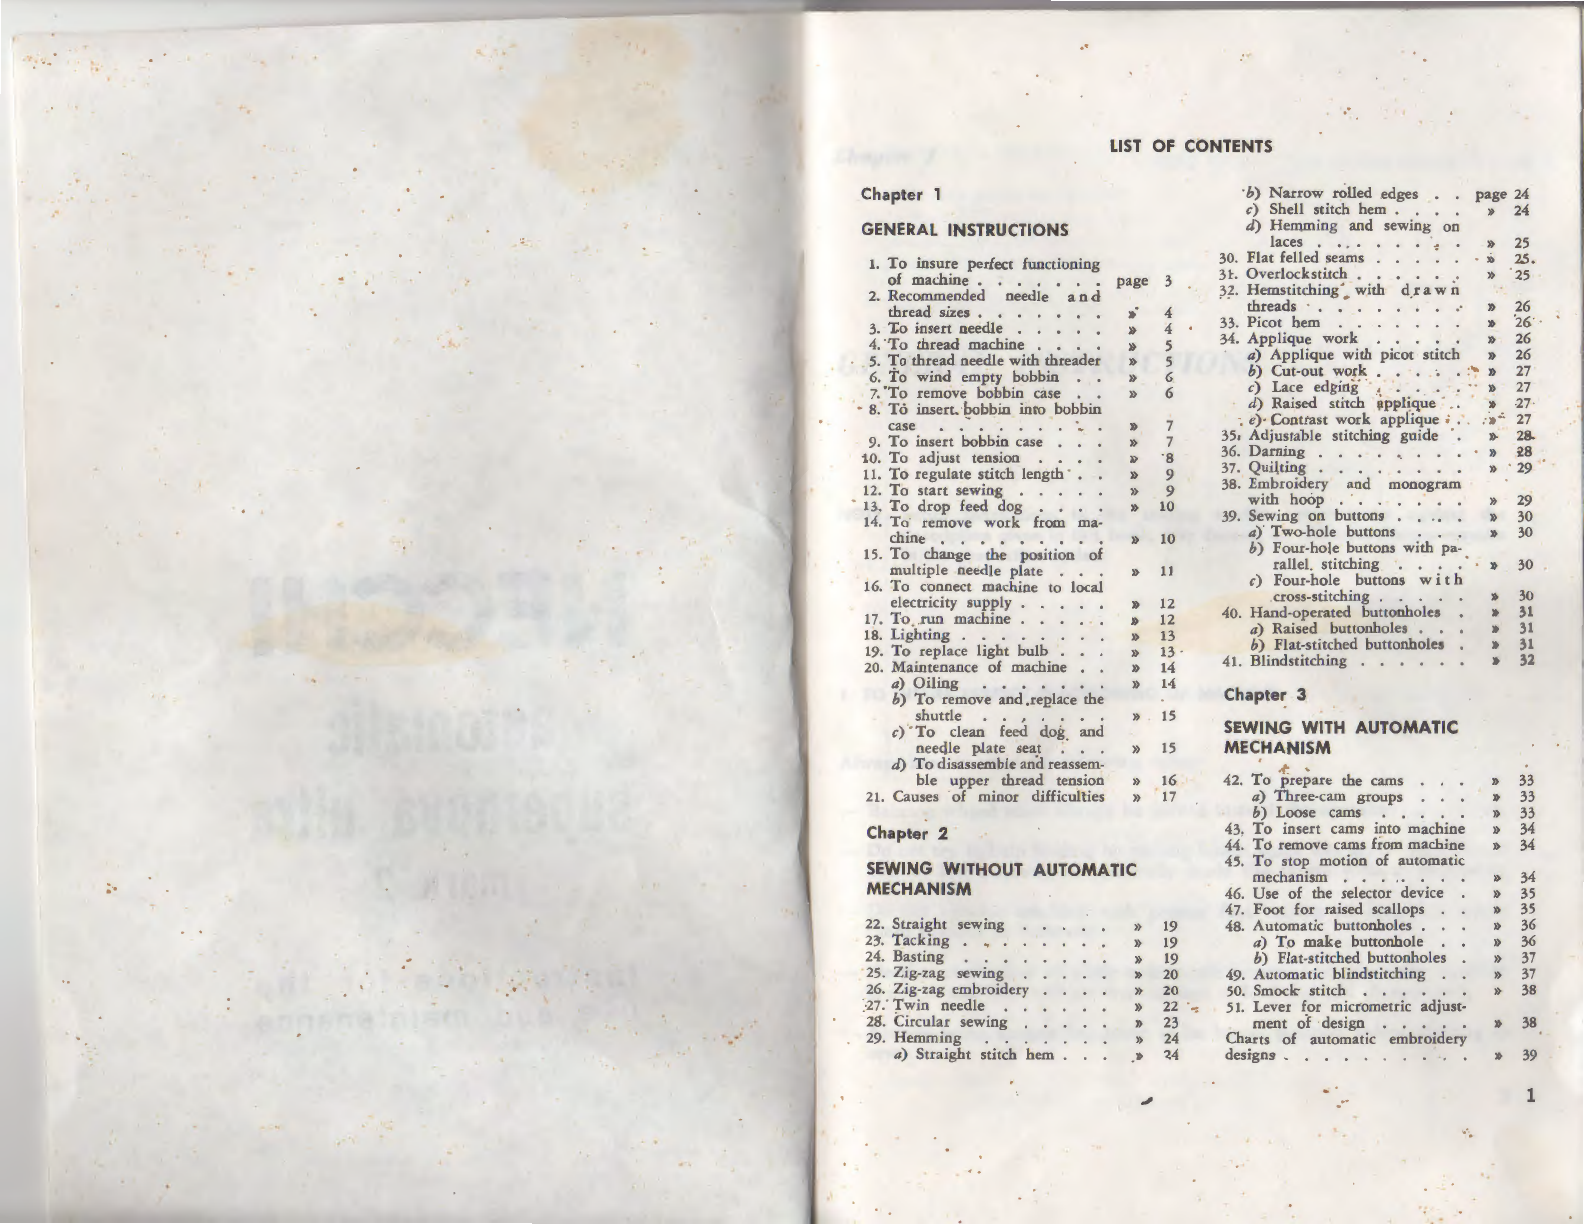 LIST OF CONTENTS
Chapter 1
GENERAL INSTRUCTIONS
1. To insure perfect functioning
of machine . . . . . . . page 3
2. Recommended needle and
thread sizes . . . . . . . » 4
3. To insert needle . . . . . » 4
4. To thread machine . . . . » 5
5. To thread needle with threader » 5
6. To wind empty bobbin . . » 6
7. To remove bobbin case . . » 6
8. To insert bobbin into bobbin
case . . . . . . . . . » 7
9. To insert bobbin case . . . » 7
10. To adjust tension . . . . » 8
11. To regulate stitch length . . » 9
12. To start sewing . . . . . » 9
13. To drop feed dog . . . . » 10
14. To remove work from ma-
chine . . . . . . . . . » 10
15. To change the position of
multiple needle plate . . . » 11
16. To connect machine to local
electricity supply . . . . . » 12
17. To run machine . . . . . » 12
18. Lighting . . . . . . . . » 13
19. To replace light bulb . . . » 13
20. Maintenance of machine . . » 14
a) Oiling . . . . . . . » 14
b) To remove and replace the
shuttle . . . . . . . » 15
c) To clean feed dog and
needle plate seat . . . » 15
d) To disassemble and reassem-
ble upper thread tension » 16
21. Causes of minor difficulties » 17
Chapter 2
SEWING WITHOUT AUTOMATIC
MECHANISM
22. Straight sewing . . . . . » 19
23. Tacking . . . . . . . . » 19
24. Basting . . . . . . . . » 19
25. Zig-zag sewing . . . . . » 20
26. Zig-zag embroidery . . . . » 20
27. Twin needle . . . . . . » 22
28. Circular sewing . . . . . » 23
29. Hemming . . . . . . . » 24
a) Straight stitch hem . . . » 24
b) Narrow rolled edges . . page 24
c) Shell stitch hem . . . . » 24
d) Hemming and sewing on
laces . . . . . . . . » 25
30. Flat felled seams . . . . . » 25
31. Overlockstitch . . . . . . » 25
32. Hemstitching with drawn
threads . . . . . . . . » 26
33. Picot hem . . . . . . . » 26
34. Applique work . . . . . » 26
a) Applique with picot stitch » 26
b) Cut-out work . . . . . » 27
c) Lace edging . . . . . » 27
d) Raised stitch applique . . » 27
e) Contrast work applique . . » 27
35. Adjustable stitching guide . » 28
36. Darning . . . . . . . . » 28
37. Quilting . . . . . . . . » 29
38. Embroidery and monogram
with hoop . . . . . . . » 29
39. Sewing on buttons . . . . » 30
a) Two-hole buttons . . . » 30
b) Four-hole buttons with pa-
rallel. stitching . . . . » 30
c) Four-hole buttons with
cross-stitching . . . . . » 30
40. Hand-operated buttonholes . » 31
a) Raised buttonholes . . . » 31
b) Flat-stitched buttonholes . » 31
41. Blindstitching . . . . . . » 32
Chapter 3
SEWING WITH AUTOMATIC
MECHANISM
42. To prepare the cams . . . » 33
a) Three-cam groups . . . » 33
b) Loose cams . . . . . » 33
43. To insert cams into machine » 34
44. To remove cams from machine » 34
45. To stop motion of automatic
mechanism . . . . . . . » 34
46. Use of the selector device . » 35
47. Foot for raised scallops . . » 35
48. Automatic buttonholes . . . » 36
a) To make buttonhole . . » 36
b) Flat-stitched buttonholes . » 37
49. Automatic blindstitching . . » 37
50. Smock stitch . . . . . . » 38
51. Lever for micrometric adjust-
ment of design . . . . . » 38
Charts of automatic embroidery
designs . . . . . . . . . . » 39
1